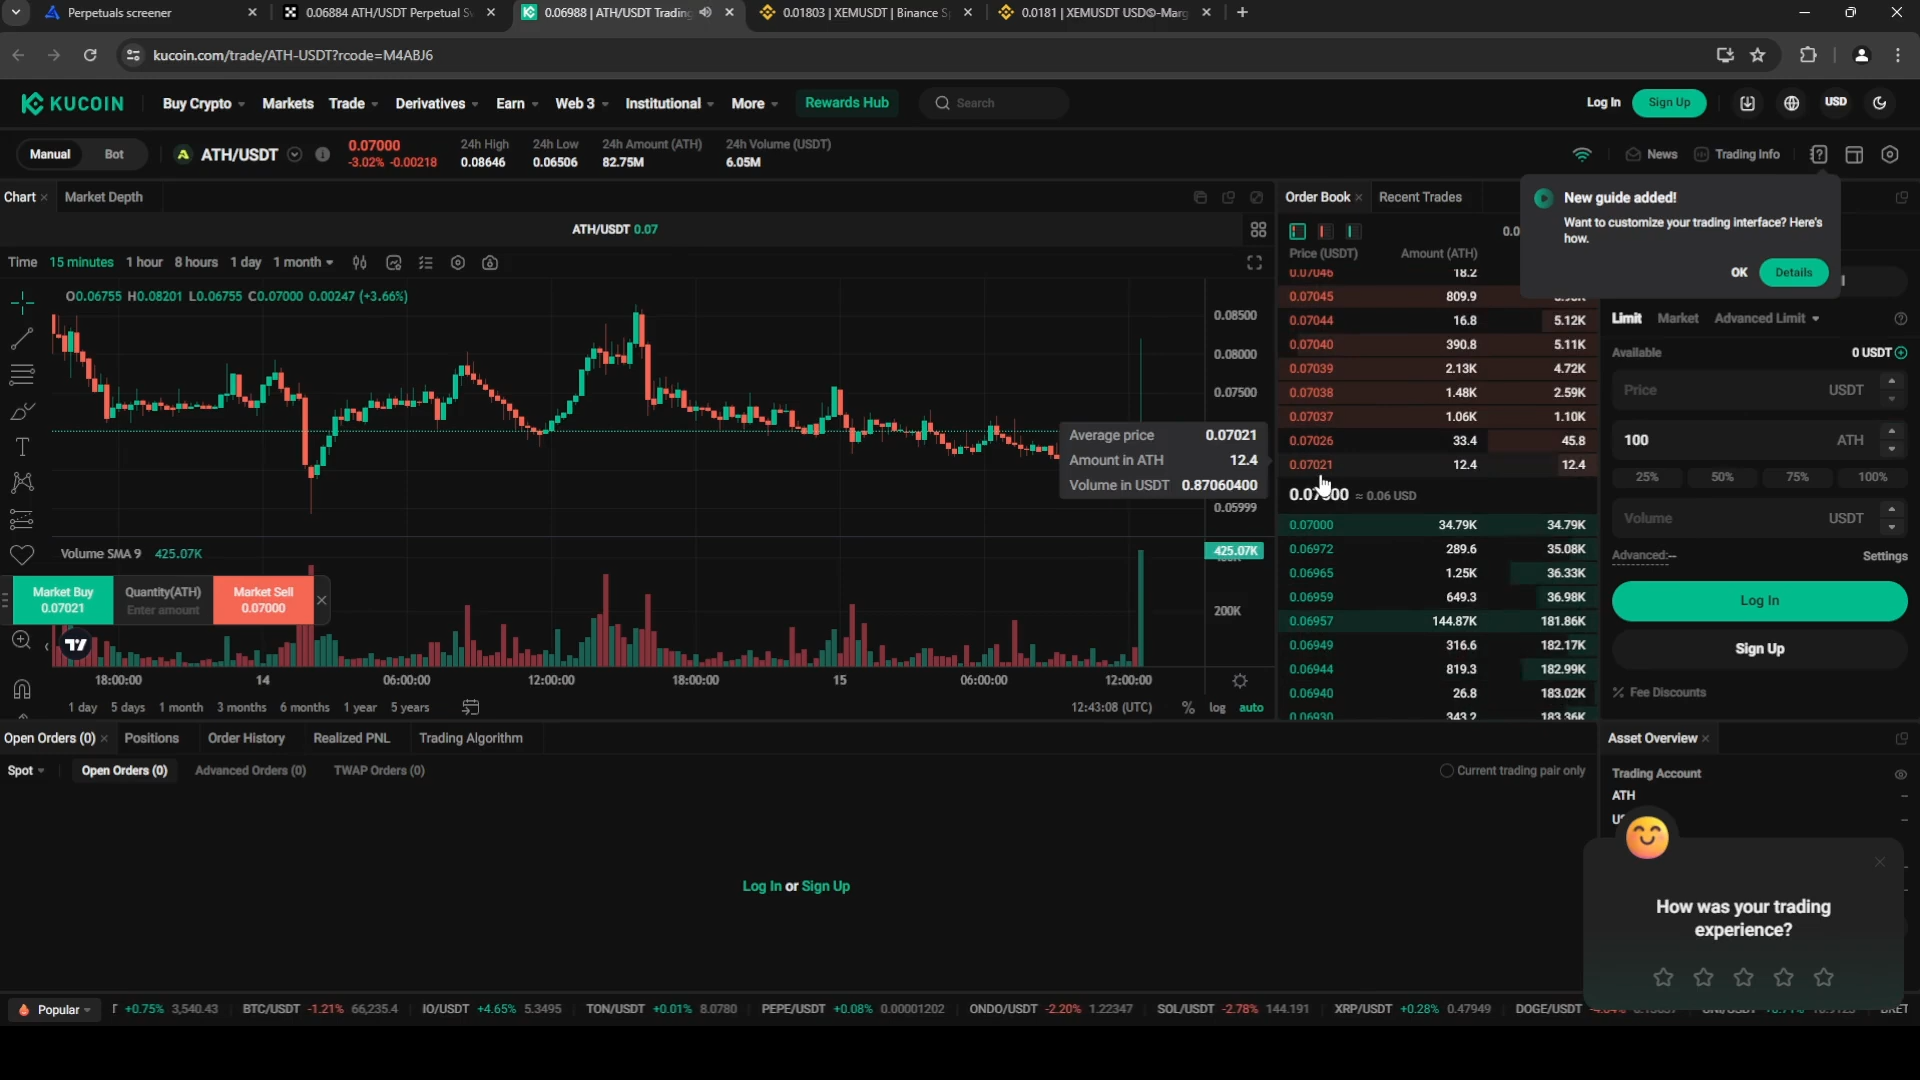 Perpetuals screener
0.06884 ATH/USDT Perpetual S
0.06988 | ATH/USDT Trading
0.01803 | XEMUSDT | Binance S
0.0181 | XEMUSDT USDⓈ-Marg
kucoin.com/trade/ATH-USDT?rcode=M4ABJ6
KUCOIN Buy Crypto Markets Trade Derivatives Earn Web 3 Institutional More Rewards Hub Search Log In Sign Up USD
Manual Bot
ATH/USDT
0.07000
-3.02% -0.00218
24h High
0.08646
24h Low
0.06506
24h Amount (ATH)
82.75M
24h Volume (USDT)
6.05M
News Trading Info
Chart Market Depth
ATH/USDT 0.07
Time 15 minutes 1 hour 8 hours 1 day 1 month
O0.06755 H0.08201 L0.06755 C0.07000 0.00247 (+3.66%)
0.08500
0.08000
0.07500
0.05999
Average price 0.07021
Amount in ATH 12.4
Volume in USDT 0.87060400
Volume SMA 9 425.07K
425.07K
200K
Market Buy
0.07021
Quantity(ATH)
Enter amount
Market Sell
0.07000
18:00:00 14 06:00:00 12:00:00 18:00:00 15 06:00:00 12:00:00
1 day 5 days 1 month 3 months 6 months 1 year 5 years
12:43:08 (UTC) % log auto
Order Book Recent Trades
0.0
Price (USDT) Amount (ATH)
0.07046 18.2
0.07045 809.9
0.07044 16.8 5.12K
0.07040 390.8 5.11K
0.07039 2.13K 4.72K
0.07038 1.48K 2.59K
0.07037 1.06K 1.10K
0.07026 33.4 45.8
0.07021 12.4 12.4
0.07000 ≈ 0.06 USD
0.07000 34.79K 34.79K
0.06972 289.6 35.08K
0.06965 1.25K 36.33K
0.06959 649.3 36.98K
0.06957 144.87K 181.86K
0.06949 316.6 182.17K
0.06944 819.3 182.99K
0.06940 26.8 183.02K
0.06930 343.2 183.36K
New guide added!
Want to customize your trading interface? Here's
how.
OK Details
Limit Market Advanced Limit
Available 0 USDT
Price USDT
100 ATH
25% 50% 75% 100%
Volume USDT
Advanced:-- Settings
Log In
Sign Up
Fee Discounts
Open Orders (0) Positions Order History Realized PNL Trading Algorithm
Spot Open Orders (0) Advanced Orders (0) TWAP Orders (0)
Current trading pair only
Log In or Sign Up
Asset Overview
Trading Account
ATH
How was your trading
experience?
Popular
+0.75% 3,540.43 BTC/USDT -1.21% 66,235.4 IO/USDT +4.65% 5.3495 TON/USDT +0.01% 8.0780 PEPE/USDT +0.08% 0.00001202 ONDO/USDT -2.20% 1.22347 SOL/USDT -2.78% 144.191 XRP/USDT +0.28% 0.47949 DOGE/USDT